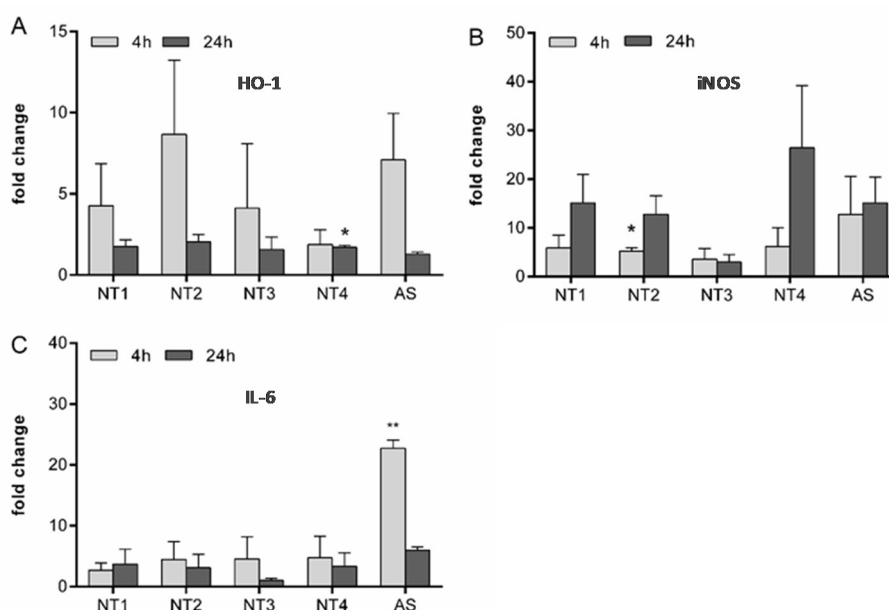 A
4h 24h
HO-1
fold change
15
10
5
0
NT1 NT2 NT3 NT4 AS
*
B
4h 24h
iNOS
fold change
50
40
30
20
10
0
NT1 NT2 NT3 NT4 AS
*
C
4h 24h
IL-6
fold change
40
30
20
10
0
NT1 NT2 NT3 NT4 AS
**